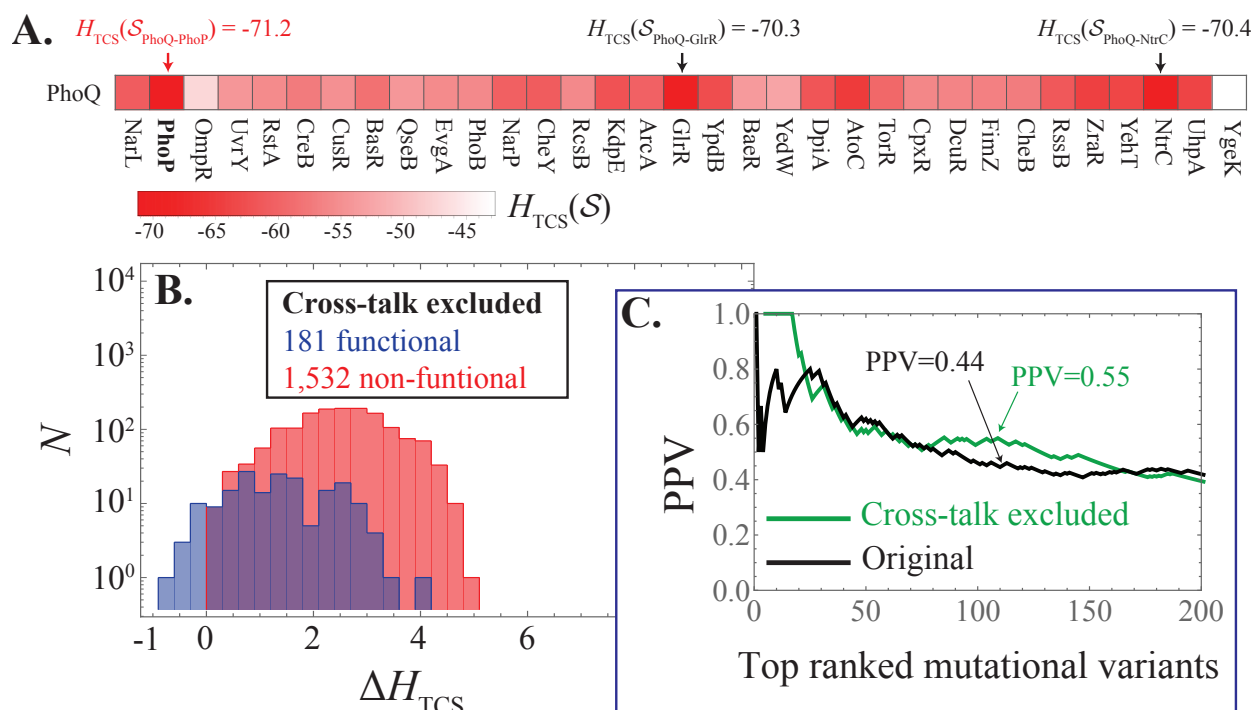 A.
H_TCS(S_PhoQ-PhoP) = -71.2
H_TCS(S_PhoQ-GlrR) = -70.3
H_TCS(S_PhoQ-NtrC) = -70.4
PhoQ
NarL
PhoP
OmpR
UvrY
RstA
CreB
CusR
BasR
QseB
EvgA
PhoB
NarP
CheY
RcsB
KdpE
ArcA
GlrR
YpdB
BaeR
YedW
DpiA
AtoC
TorR
CpxR
DcuR
FimZ
CheB
RssB
ZraR
YehT
NtrC
UhpA
YgeK
H_TCS(S)
-70 -65 -60 -55 -50 -45
B.
Cross-talk excluded
181 functional
1,532 non-funtional
N
10^4
10^3
10^2
10^1
10^0
-1 0 2 4 6
ΔH_TCS
C.
PPV
1.0
0.8
0.6
0.4
0.2
0.0
PPV=0.44
PPV=0.55
Cross-talk excluded
Original
0 50 100 150 200
Top ranked mutational variants